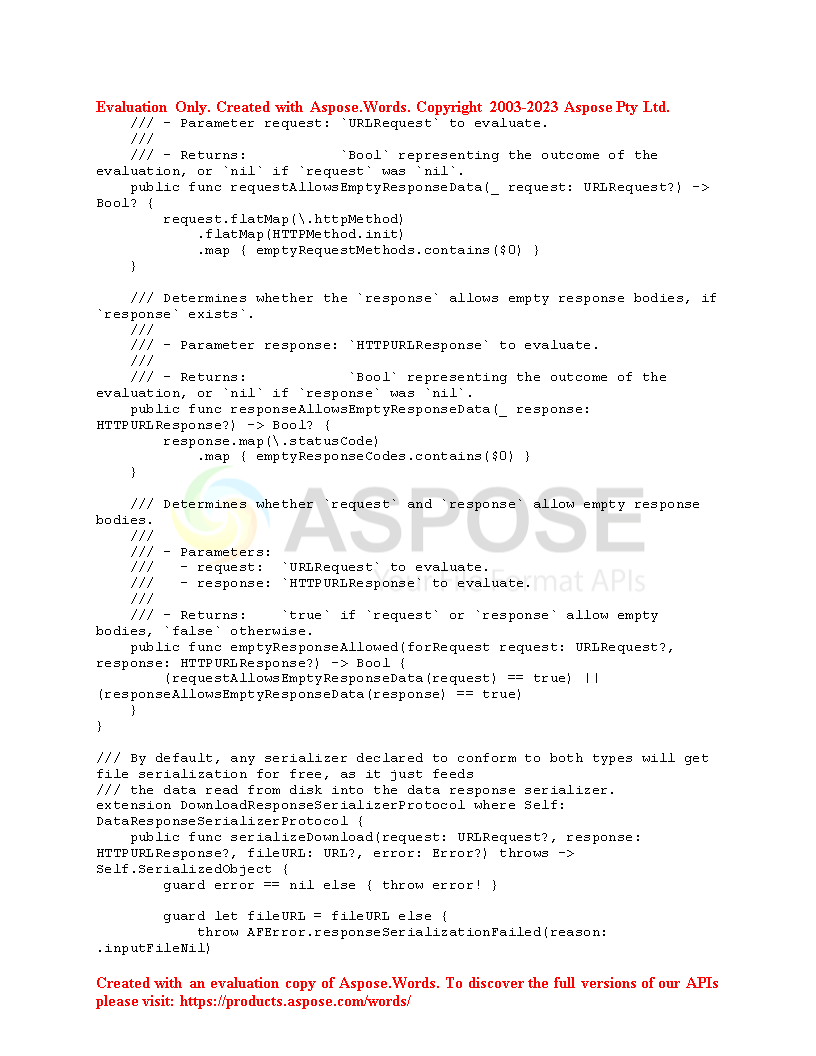 Evaluation Only. Created with Aspose.Words. Copyright 2003-2023 Aspose Pty Ltd.
    /// - Parameter request: `URLRequest` to evaluate.
    ///
    /// - Returns:           `Bool` representing the outcome of the
evaluation, or `nil` if `request` was `nil`.
    public func requestAllowsEmptyResponseData(_ request: URLRequest?) ->
Bool? {
        request.flatMap(\.httpMethod)
            .flatMap(HTTPMethod.init)
            .map { emptyRequestMethods.contains($0) }
    }

    /// Determines whether the `response` allows empty response bodies, if
`response` exists`.
    ///
    /// - Parameter response: `HTTPURLResponse` to evaluate.
    ///
    /// - Returns:            `Bool` representing the outcome of the
evaluation, or `nil` if `response` was `nil`.
    public func responseAllowsEmptyResponseData(_ response:
HTTPURLResponse?) -> Bool? {
        response.map(\.statusCode)
            .map { emptyResponseCodes.contains($0) }
    }

    /// Determines whether `request` and `response` allow empty response
bodies.
    ///
    /// - Parameters:
    ///   - request:  `URLRequest` to evaluate.
    ///   - response: `HTTPURLResponse` to evaluate.
    ///
    /// - Returns:    `true` if `request` or `response` allow empty
bodies, `false` otherwise.
    public func emptyResponseAllowed(forRequest request: URLRequest?,
response: HTTPURLResponse?) -> Bool {
        (requestAllowsEmptyResponseData(request) == true) ||
(responseAllowsEmptyResponseData(response) == true)
    }
}

/// By default, any serializer declared to conform to both types will get
file serialization for free, as it just feeds
/// the data read from disk into the data response serializer.
extension DownloadResponseSerializerProtocol where Self:
DataResponseSerializerProtocol {
    public func serializeDownload(request: URLRequest?, response:
HTTPURLResponse?, fileURL: URL?, error: Error?) throws ->
Self.SerializedObject {
        guard error == nil else { throw error! }

        guard let fileURL = fileURL else {
            throw AFError.responseSerializationFailed(reason:
.inputFileNil)
ASPOSE
Your File Format APIs
Created with an evaluation copy of Aspose.Words. To discover the full versions of our APIs
please visit: https://products.aspose.com/words/